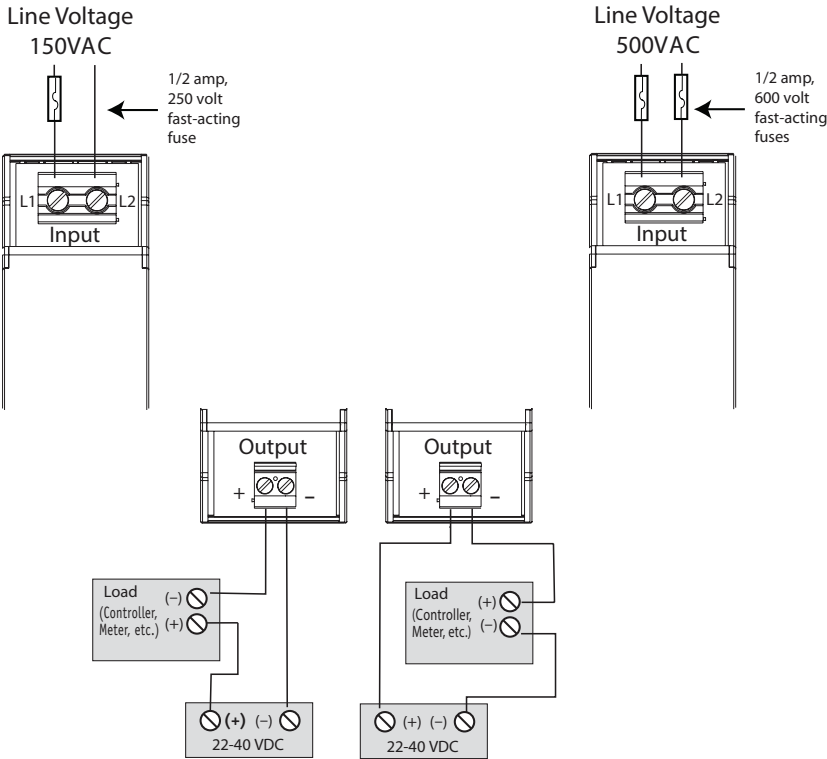 Line Voltage
150VAC
1/2 amp,
250 volt
fast-acting
fuse
L1
L2
Input
Line Voltage
500VAC
1/2 amp,
600 volt
fast-acting
fuses
L1
L2
Input
Output
+
–
Load
(Controller,
Meter, etc.)
(–)
(+)
(+) (–)
22-40 VDC
Output
+
–
Load
(Controller,
Meter, etc.)
(+)
(–)
(+) (–)
22-40 VDC